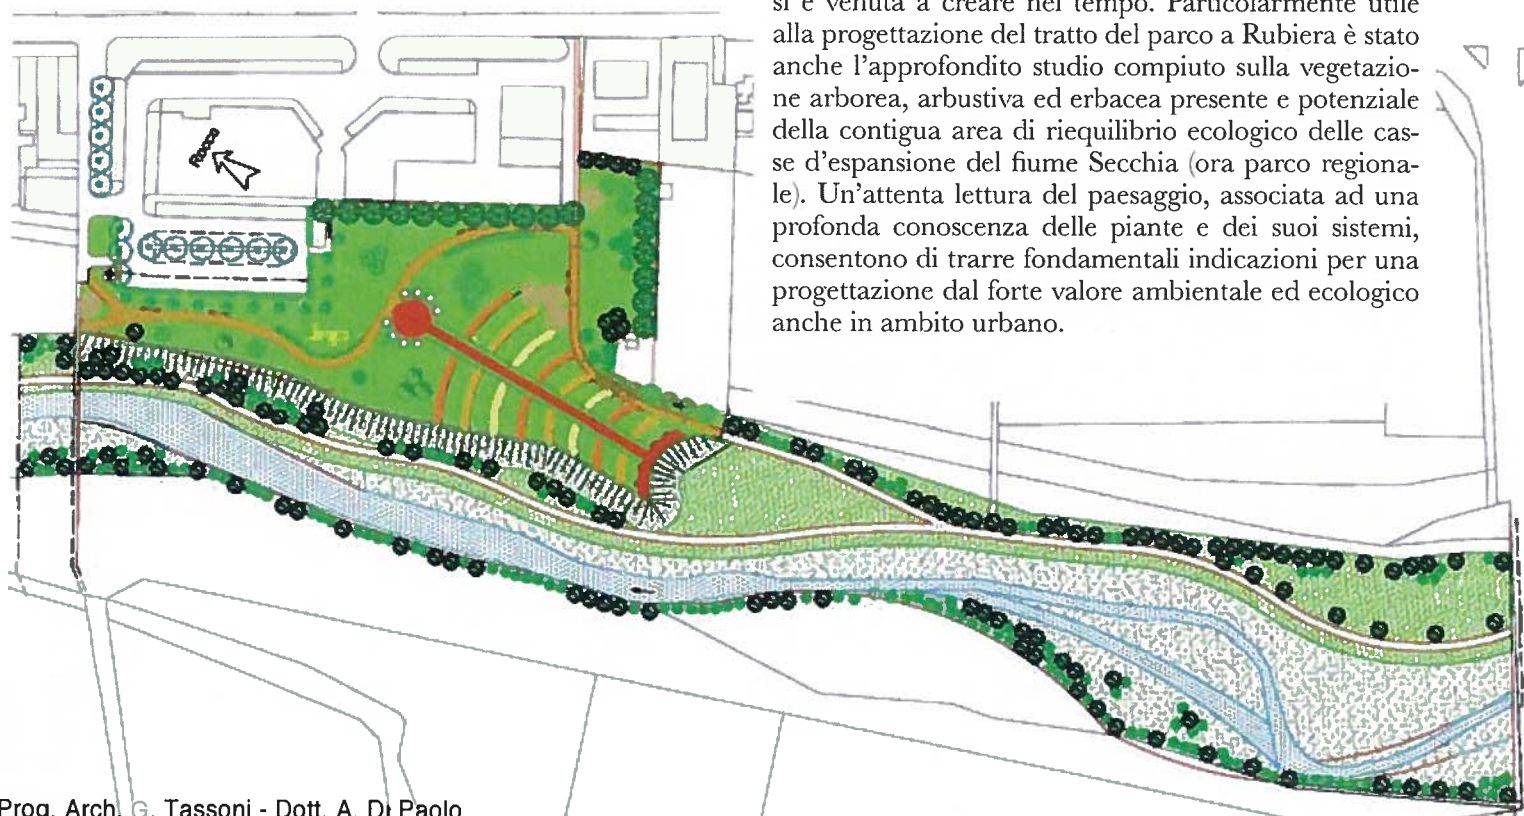 si è venuta a creare nel tempo. Particolarmente utile
alla progettazione del tratto del parco a Rubiera è stato
anche l'approfondito studio compiuto sulla vegetazio-
ne arborea, arbustiva ed erbacea presente e potenziale
della contigua area di riequilibrio ecologico delle cas-
se d'espansione del fiume Secchia (ora parco regiona-
le). Un'attenta lettura del paesaggio, associata ad una
profonda conoscenza delle piante e dei suoi sistemi,
consentono di trarre fondamentali indicazioni per una
progettazione dal forte valore ambientale ed ecologico
anche in ambito urbano.
Rocca
Prog. Arch. G. Tassoni - Dott. A. Di Paolo